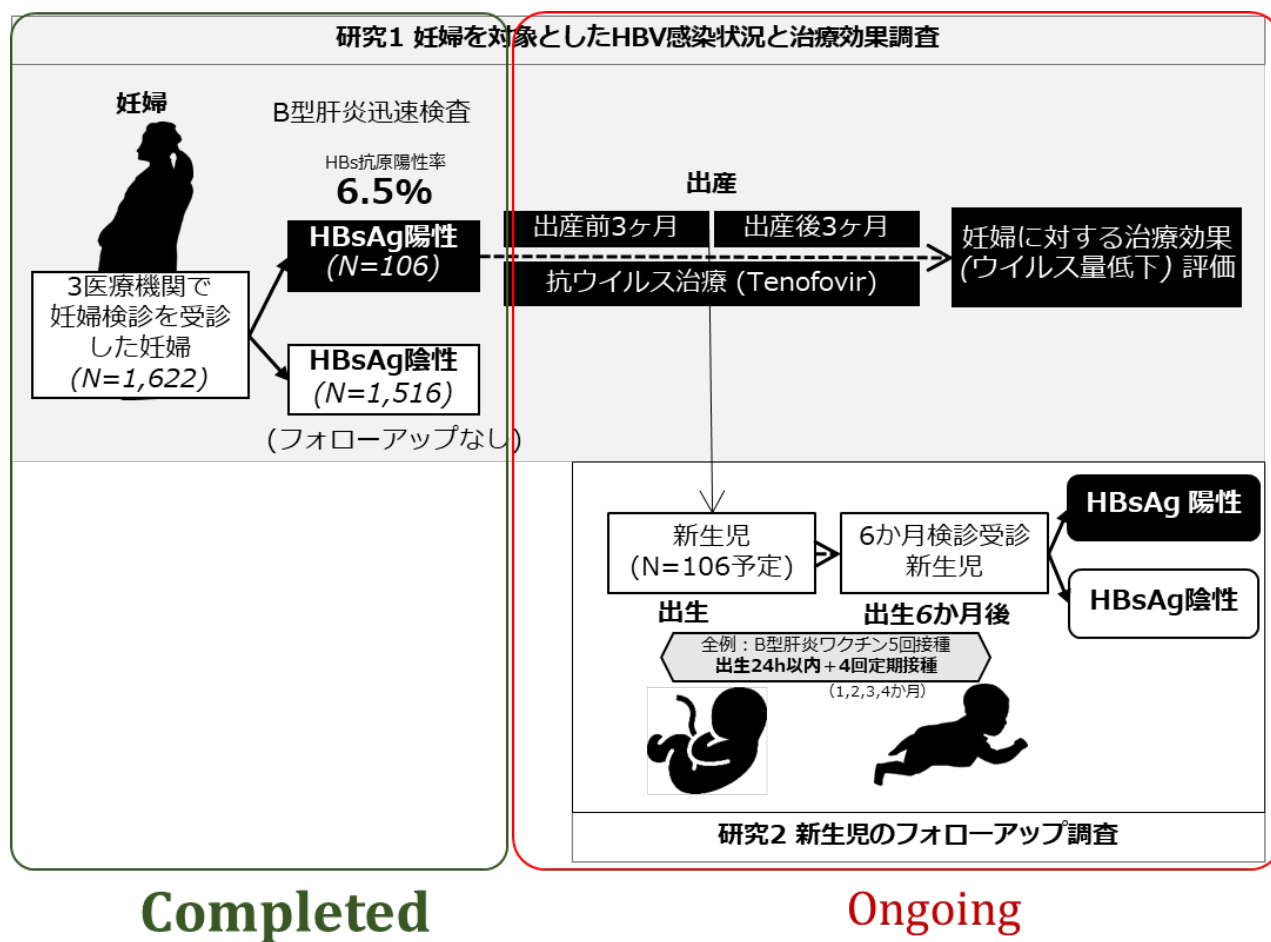 研究1 妊婦を対象としたHBV感染状況と治療効果調査
妊婦
B型肝炎迅速検査
HBs抗原陽性率
6.5%
HBsAg陽性
(N=106)
3医療機関で
妊婦検診を受診
した妊婦
(N=1,622)
HBsAg陰性
(N=1,516)
(フォローアップなし)
出産
出産前3ヶ月
出産後3ヶ月
抗ウイルス治療 (Tenofovir)
妊婦に対する治療効果
(ウイルス量低下) 評価
新生児
(N=106予定)
6か月検診受診
新生児
HBsAg 陽性
HBsAg陰性
出生
出生6か月後
全例：B型肝炎ワクチン5回接種
出生24h以内＋4回定期接種
(1,2,3,4か月)
研究2 新生児のフォローアップ調査
Completed
Ongoing